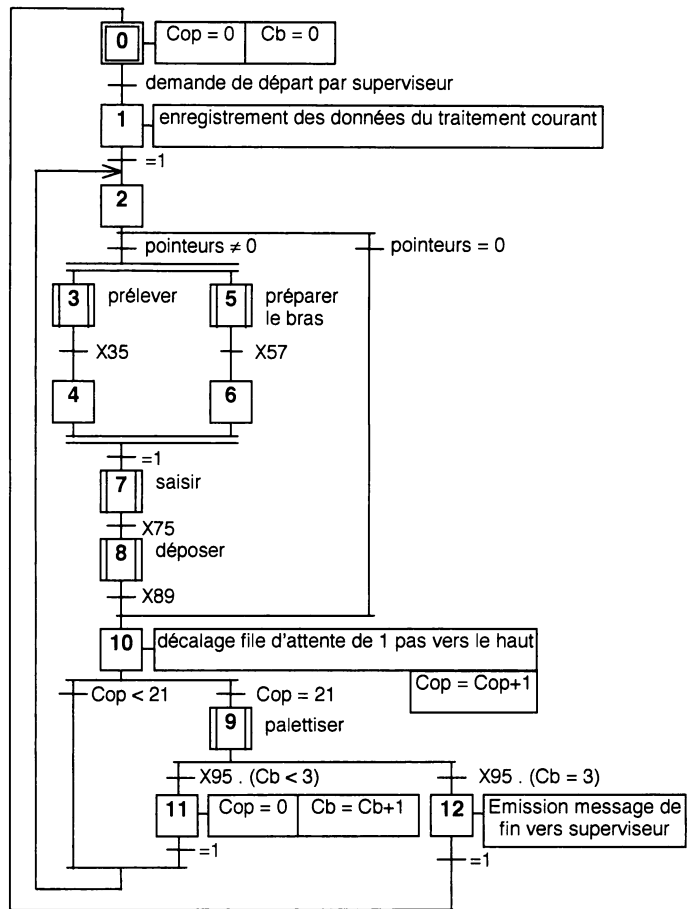 0 Cop = 0 Cb = 0
demande de départ par superviseur
1 enregistrement des données du traitement courant
=1
2
pointeurs ≠ 0 pointeurs = 0
3 prélever 5 préparer
le bras
X35 X57
4 6
=1
7 saisir
X75
8 déposer
X89
10 décalage file d'attente de 1 pas vers le haut
Cop = Cop+1
Cop < 21 Cop = 21
9 palettiser
X95 . (Cb < 3) X95 . (Cb = 3)
11 Cop = 0 Cb = Cb+1 12 Emission message de
fin vers superviseur
=1 =1